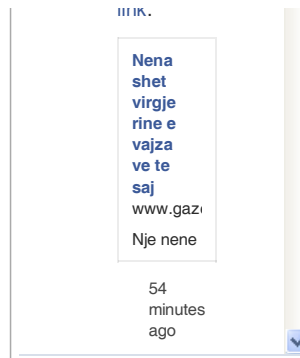 link.
Nena
shet
virgje
rine e
vajza
ve te
saj
www.gaz
Nje nene
54
minutes
ago